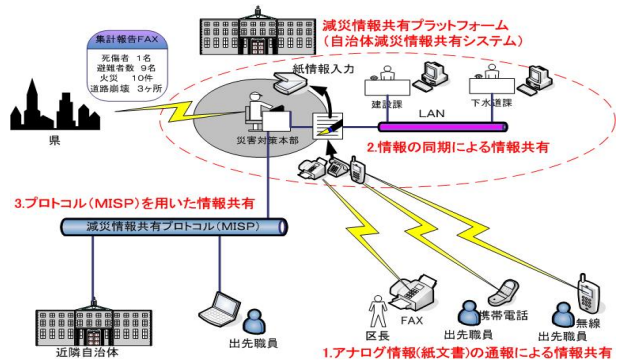 集計報告FAX
死傷者 1名
避難者数 9名
火災 10件
道路崩壊 3ヶ所
減災情報共有プラットフォーム
(自治体減災情報共有システム)
紙情報入力
建設課
下水道課
県
災害対策本部
LAN
2.情報の同期による情報共有
3.プロトコル(MISP)を用いた情報共有
減災情報共有プロトコル(MISP)
区長
FAX
携帯電話
出先職員
無線
出先職員
近隣自治体
出先職員
1.アナログ情報(紙文書)の通報による情報共有